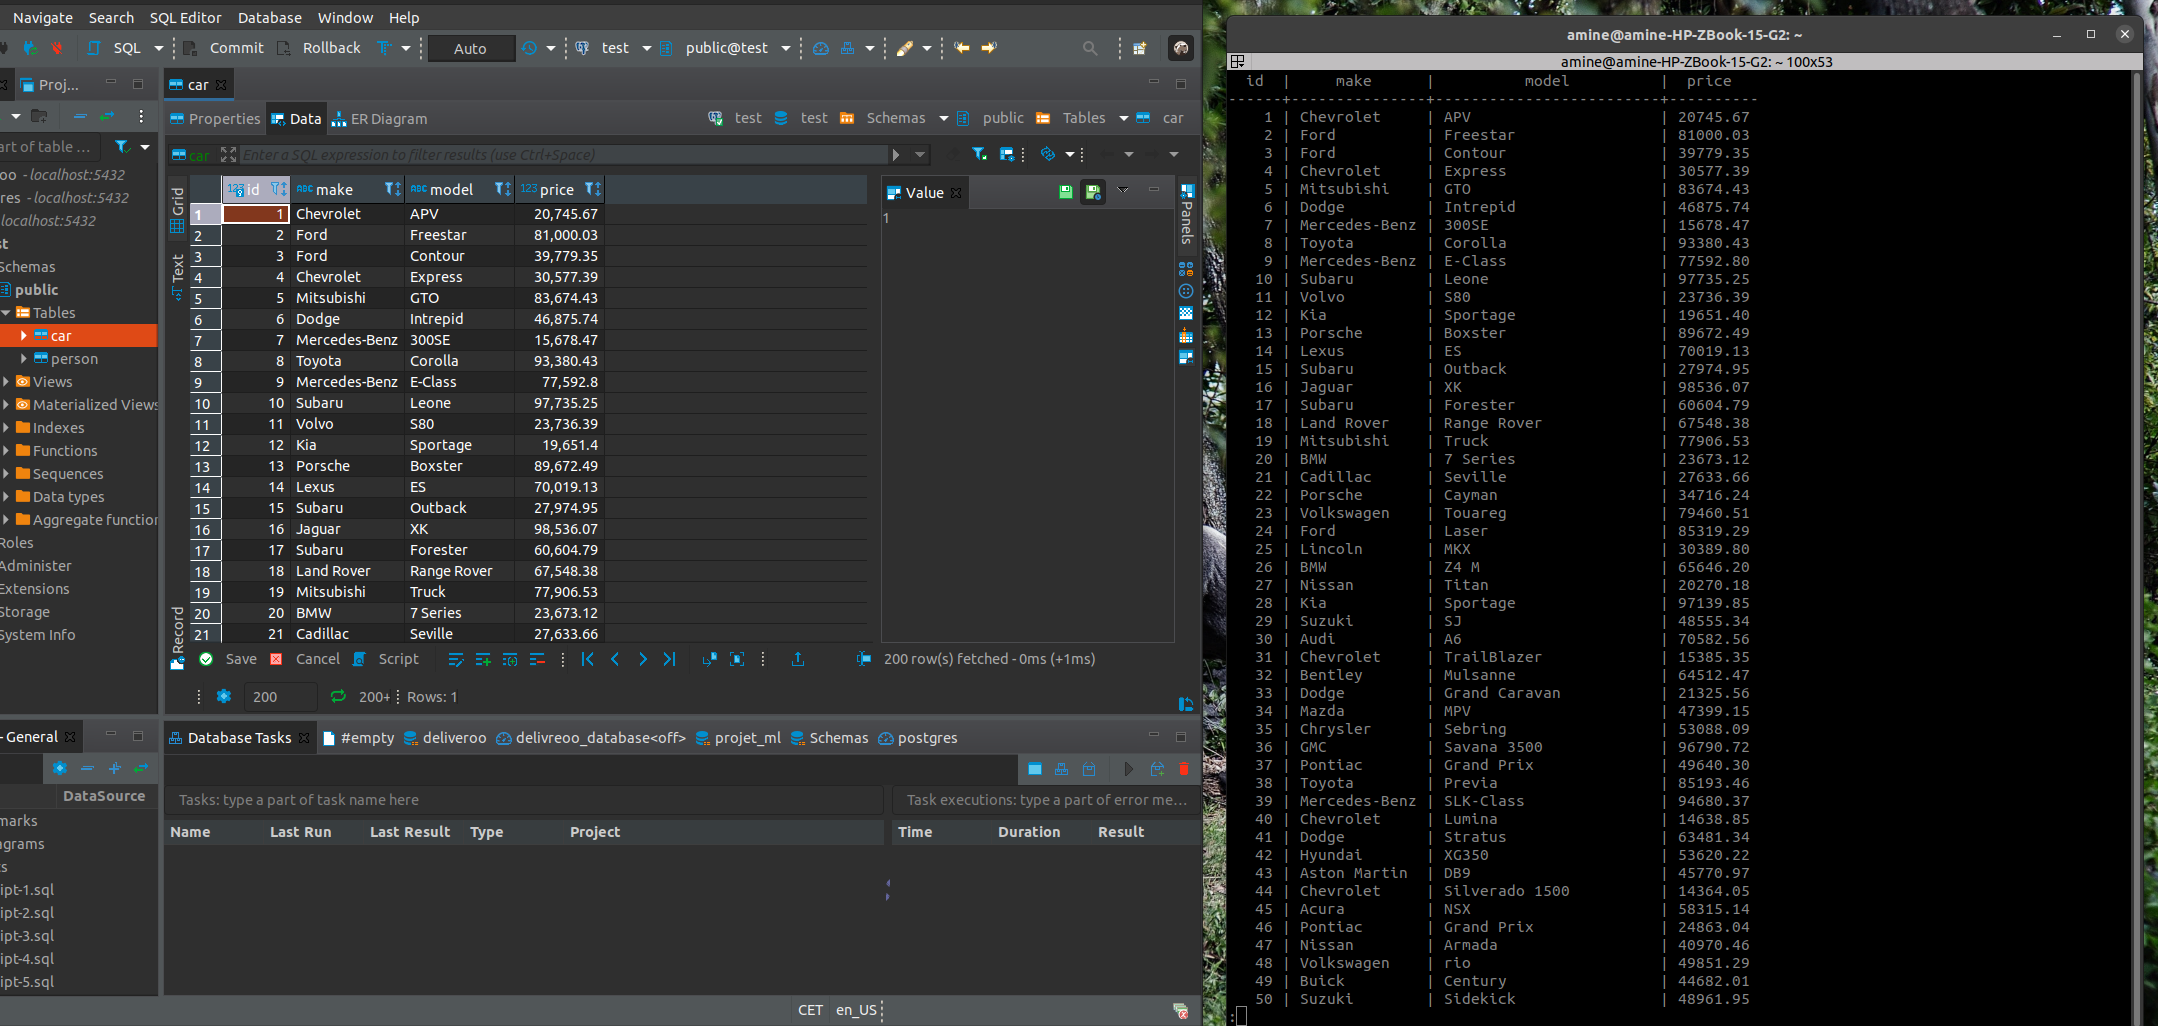 Navigate Search SQL Editor Database Window Help
SQL Commit Rollback Auto test public@test
Proj...
car
Properties Data ER Diagram test test Schemas public Tables car
art of table ...
car Enter a SQL expression to filter results (use Ctrl+Space)
oo - localhost:5432
res - localhost:5432
localhost:5432
st
Schemas
public
Tables
car
person
Views
Materialized Views
Indexes
Functions
Sequences
Data types
Aggregate function
Roles
Administer
Extensions
Storage
System Info
Grid
Text
Record
123 id ABC make ABC model 123 price
1 1 Chevrolet APV 20,745.67
2 2 Ford Freestar 81,000.03
3 3 Ford Contour 39,779.35
4 4 Chevrolet Express 30,577.39
5 5 Mitsubishi GTO 83,674.43
6 6 Dodge Intrepid 46,875.74
7 7 Mercedes-Benz 300SE 15,678.47
8 8 Toyota Corolla 93,380.43
9 9 Mercedes-Benz E-Class 77,592.8
10 10 Subaru Leone 97,735.25
11 11 Volvo S80 23,736.39
12 12 Kia Sportage 19,651.4
13 13 Porsche Boxster 89,672.49
14 14 Lexus ES 70,019.13
15 15 Subaru Outback 27,974.95
16 16 Jaguar XK 98,536.07
17 17 Subaru Forester 60,604.79
18 18 Land Rover Range Rover 67,548.38
19 19 Mitsubishi Truck 77,906.53
20 20 BMW 7 Series 23,673.12
21 21 Cadillac Seville 27,633.66
Value
1
Panels
Save Cancel Script 200 row(s) fetched - 0ms (+1ms)
200 200+ Rows: 1
- General
DataSource
marks
agrams
ts
ipt-1.sql
ipt-2.sql
ipt-3.sql
ipt-4.sql
ipt-5.sql
Database Tasks #empty deliveroo delivreoo_database<off> projet_ml Schemas postgres
Tasks: type a part of task name here Task executions: type a part of error me...
Name Last Run Last Result Type Project Time Duration Result
CET en_US
amine@amine-HP-ZBook-15-G2: ~
amine@amine-HP-ZBook-15-G2: ~ 100x53
id | make | model | price
------+---------------+-------------------------+----------
1 | Chevrolet | APV | 20745.67
2 | Ford | Freestar | 81000.03
3 | Ford | Contour | 39779.35
4 | Chevrolet | Express | 30577.39
5 | Mitsubishi | GTO | 83674.43
6 | Dodge | Intrepid | 46875.74
7 | Mercedes-Benz | 300SE | 15678.47
8 | Toyota | Corolla | 93380.43
9 | Mercedes-Benz | E-Class | 77592.80
10 | Subaru | Leone | 97735.25
11 | Volvo | S80 | 23736.39
12 | Kia | Sportage | 19651.40
13 | Porsche | Boxster | 89672.49
14 | Lexus | ES | 70019.13
15 | Subaru | Outback | 27974.95
16 | Jaguar | XK | 98536.07
17 | Subaru | Forester | 60604.79
18 | Land Rover | Range Rover | 67548.38
19 | Mitsubishi | Truck | 77906.53
20 | BMW | 7 Series | 23673.12
21 | Cadillac | Seville | 27633.66
22 | Porsche | Cayman | 34716.24
23 | Volkswagen | Touareg | 79460.51
24 | Ford | Laser | 85319.29
25 | Lincoln | MKX | 30389.80
26 | BMW | Z4 M | 65646.20
27 | Nissan | Titan | 20270.18
28 | Kia | Sportage | 97139.85
29 | Suzuki | SJ | 48555.34
30 | Audi | A6 | 70582.56
31 | Chevrolet | TrailBlazer | 15385.35
32 | Bentley | Mulsanne | 64512.47
33 | Dodge | Grand Caravan | 21325.56
34 | Mazda | MPV | 47399.15
35 | Chrysler | Sebring | 53088.09
36 | GMC | Savana 3500 | 96790.72
37 | Pontiac | Grand Prix | 49640.30
38 | Toyota | Previa | 85193.46
39 | Mercedes-Benz | SLK-Class | 94680.37
40 | Chevrolet | Lumina | 14638.85
41 | Dodge | Stratus | 63481.34
42 | Hyundai | XG350 | 53620.22
43 | Aston Martin | DB9 | 45770.97
44 | Chevrolet | Silverado 1500 | 14364.05
45 | Acura | NSX | 58315.14
46 | Pontiac | Grand Prix | 24863.04
47 | Nissan | Armada | 40970.46
48 | Volkswagen | rio | 49851.29
49 | Buick | Century | 44682.01
50 | Suzuki | Sidekick | 48961.95
: